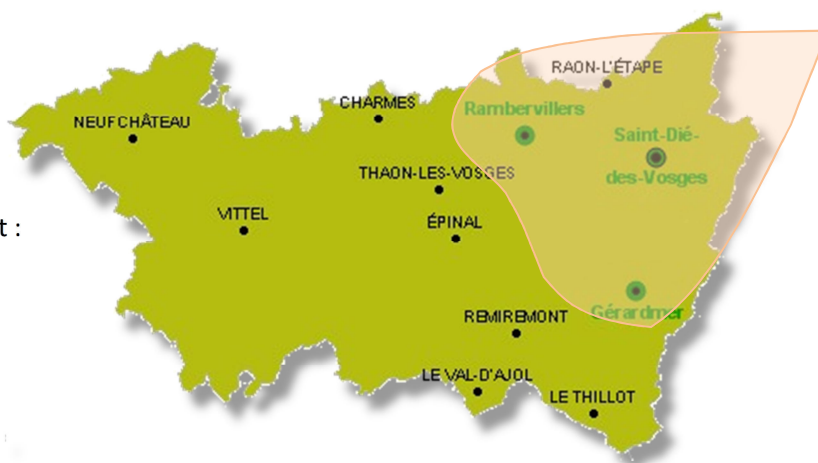 RAON-L'ÉTAPE
CHARMES
Rambervillers
NEUFCHÂTEAU
Saint-Dié-
des-Vosges
THAON-LES-VOSGES
VITTEL
ÉPINAL
t :
Gérardmer
REMIREMONT
LE VAL-D'AJOL
LE THILLOT